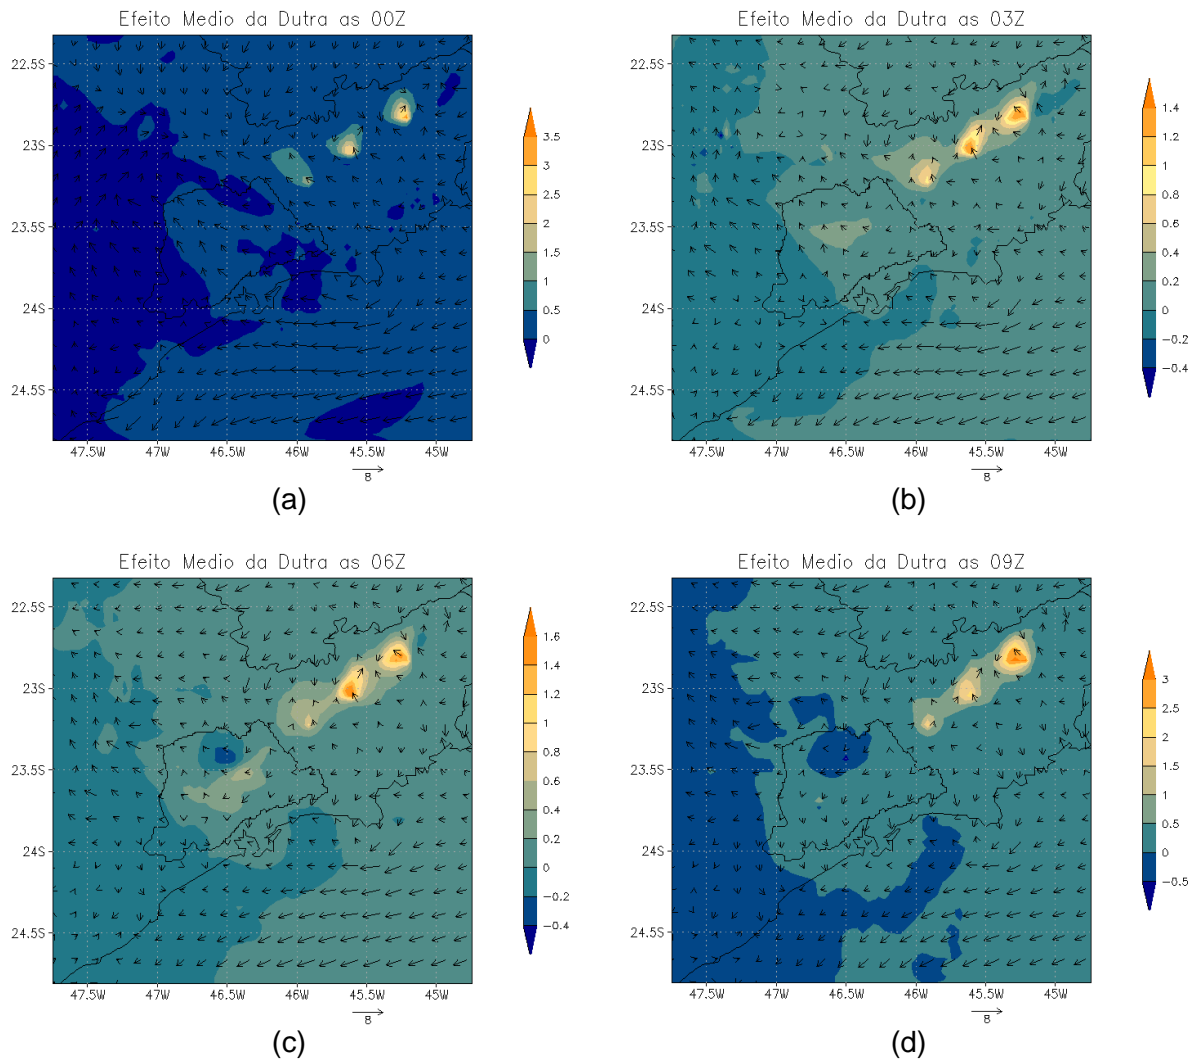 Efeito Medio da Dutra as 00Z
22.5S
23S
23.5S
24S
24.5S
47.5W 47W 46.5W 46W 45.5W 45W
8
3.5
3
2.5
2
1.5
1
0.5
0
(a)
Efeito Medio da Dutra as 03Z
22.5S
23S
23.5S
24S
24.5S
47.5W 47W 46.5W 46W 45.5W 45W
8
1.4
1.2
1
0.8
0.6
0.4
0.2
0
-0.2
-0.4
(b)
Efeito Medio da Dutra as 06Z
22.5S
23S
23.5S
24S
24.5S
47.5W 47W 46.5W 46W 45.5W 45W
8
1.6
1.4
1.2
1
0.8
0.6
0.4
0.2
0
-0.2
-0.4
(c)
Efeito Medio da Dutra as 09Z
22.5S
23S
23.5S
24S
24.5S
47.5W 47W 46.5W 46W 45.5W 45W
8
3
2.5
2
1.5
1
0.5
0
-0.5
(d)